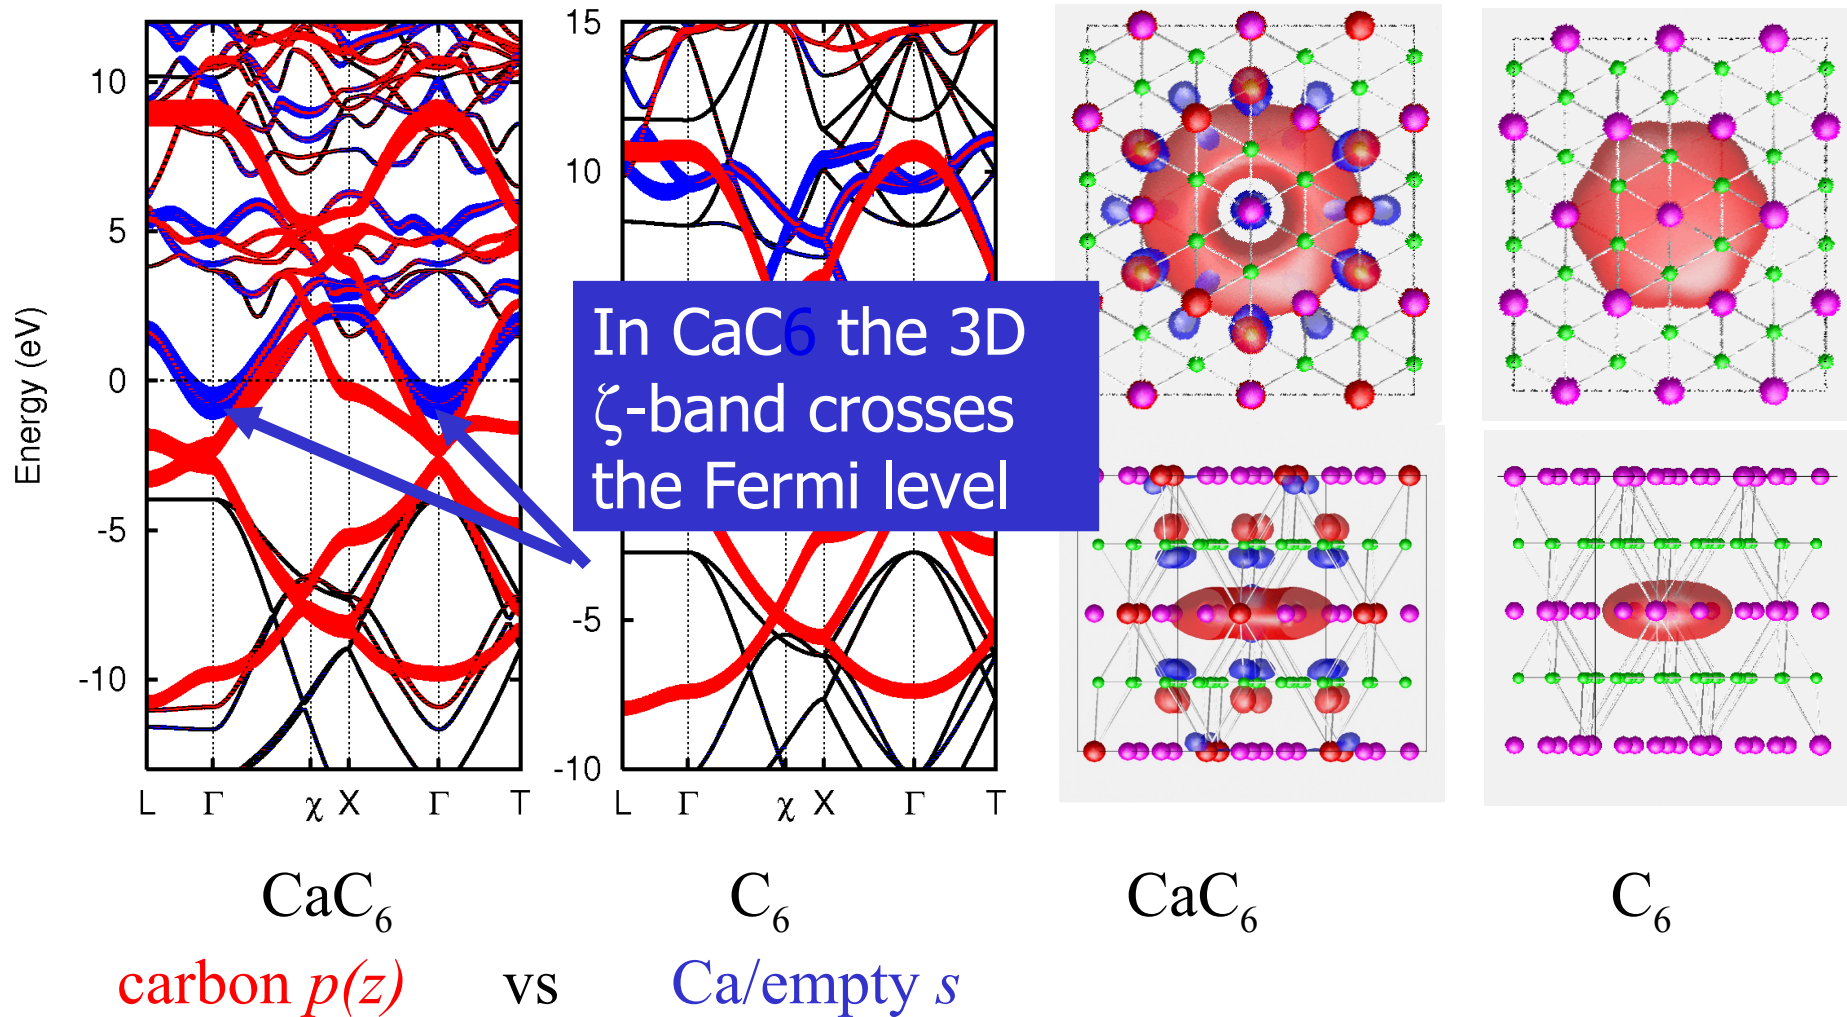 Energy (eV)
10
5
0
-5
-10
L Γ χ X Γ T
15
10
-5
-10
L Γ χ X Γ T
In CaC6 the 3D
ζ-band crosses
the Fermi level
CaC₆
C₆
CaC₆
C₆
carbon p(z) vs Ca/empty s